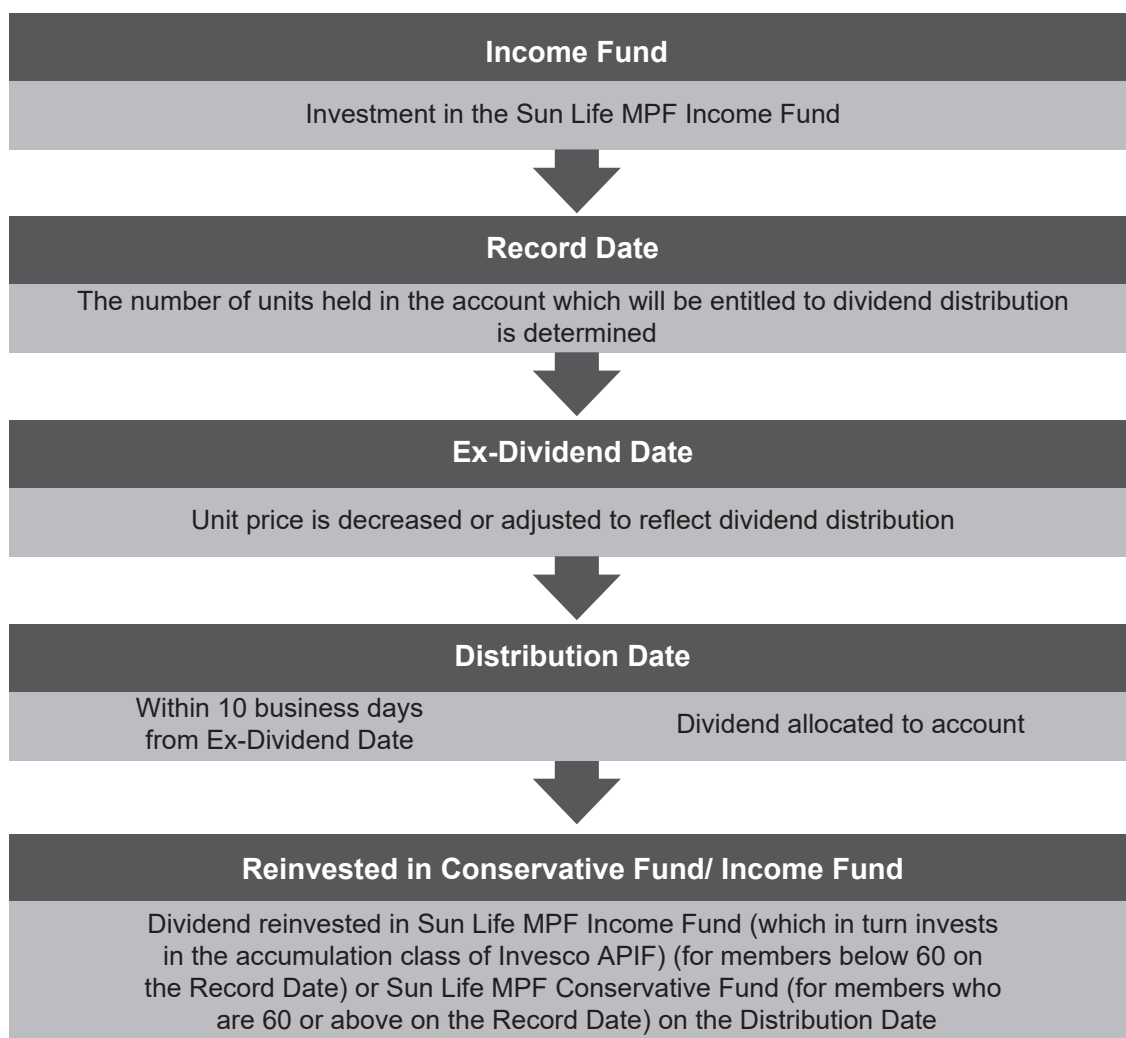 Income Fund
Investment in the Sun Life MPF Income Fund
Record Date
The number of units held in the account which will be entitled to dividend distribution
is determined
Ex-Dividend Date
Unit price is decreased or adjusted to reflect dividend distribution
Distribution Date
Within 10 business days
from Ex-Dividend Date
Dividend allocated to account
Reinvested in Conservative Fund/ Income Fund
Dividend reinvested in Sun Life MPF Income Fund (which in turn invests
in the accumulation class of Invesco APIF) (for members below 60 on
the Record Date) or Sun Life MPF Conservative Fund (for members who
are 60 or above on the Record Date) on the Distribution Date